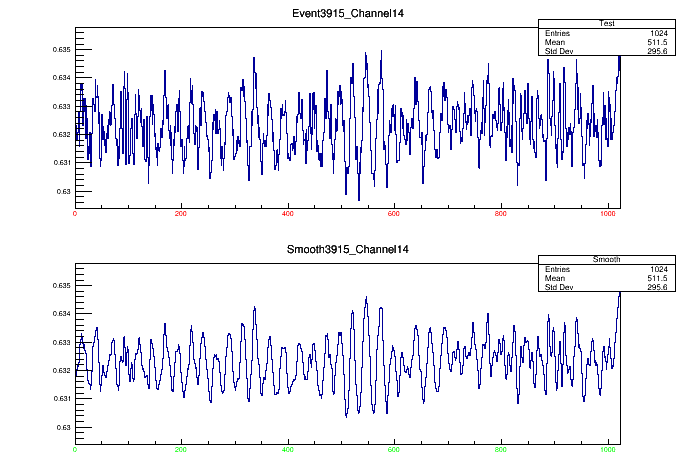 Event3915_Channel14
Test
Entries 1024
Mean 511.5
Std Dev 295.6
0.635
0.634
0.633
0.632
0.631
0.63
0 200 400 600 800 1000
Smooth3915_Channel14
Smooth
Entries 1024
Mean 511.5
Std Dev 295.6
0.635
0.634
0.633
0.632
0.631
0.63
0 200 400 600 800 1000